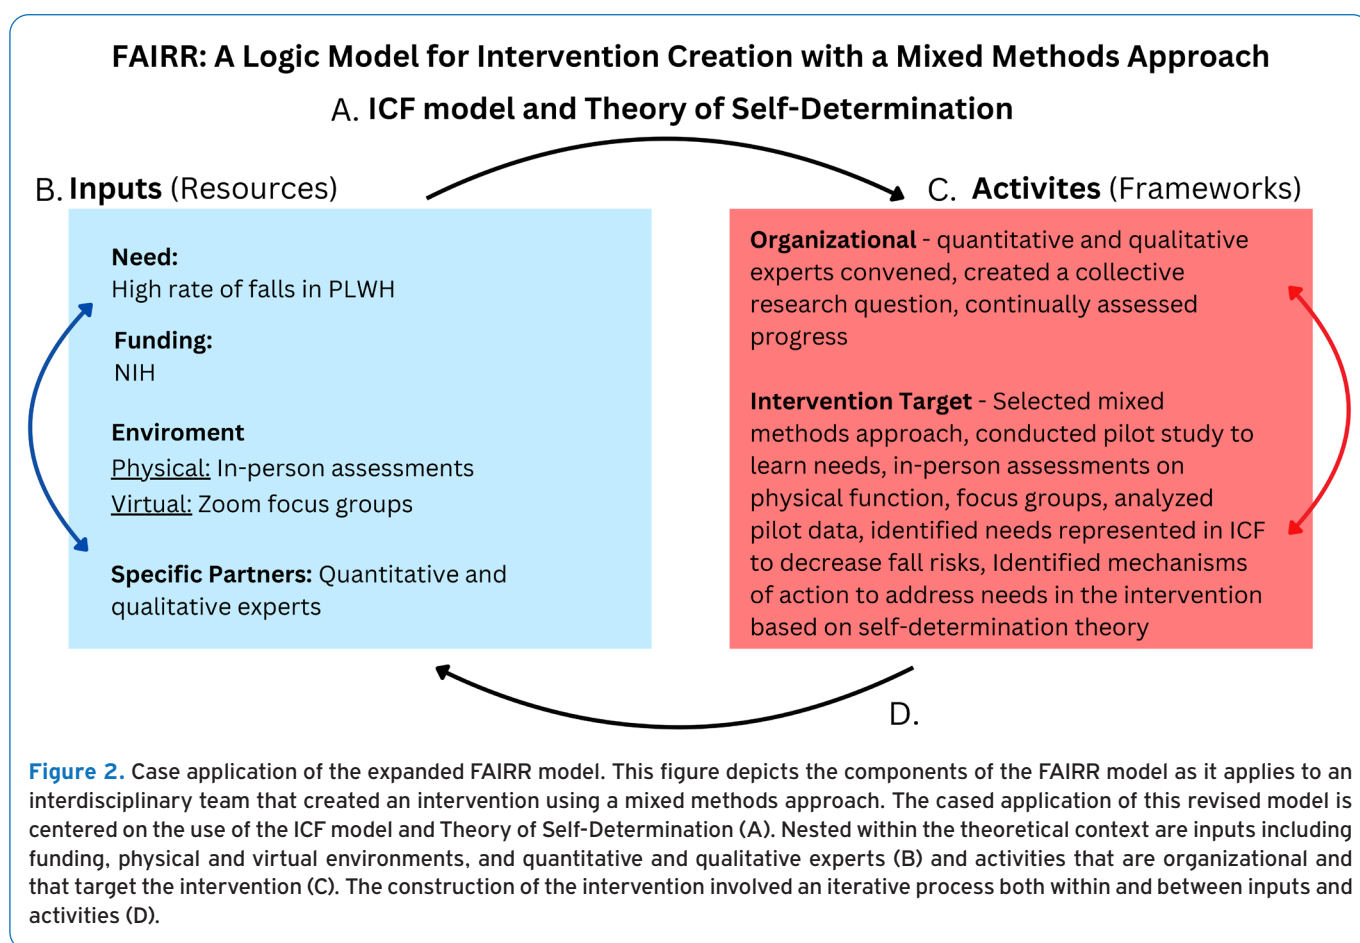 FAIRR: A Logic Model for Intervention Creation with a Mixed Methods Approach
A. ICF model and Theory of Self-Determination
B. Inputs (Resources)
Need:
High rate of falls in PLWH
Funding:
NIH
Enviroment
Physical: In-person assessments
Virtual: Zoom focus groups
Specific Partners: Quantitative and
qualitative experts
C. Activites (Frameworks)
Organizational - quantitative and qualitative
experts convened, created a collective
research question, continually assessed
progress
Intervention Target - Selected mixed
methods approach, conducted pilot study to
learn needs, in-person assessments on
physical function, focus groups, analyzed
pilot data, identified needs represented in ICF
to decrease fall risks, Identified mechanisms
of action to address needs in the intervention
based on self-determination theory
D.
Figure 2. Case application of the expanded FAIRR model. This figure depicts the components of the FAIRR model as it applies to an
interdisciplinary team that created an intervention using a mixed methods approach. The cased application of this revised model is
centered on the use of the ICF model and Theory of Self-Determination (A). Nested within the theoretical context are inputs including
funding, physical and virtual environments, and quantitative and qualitative experts (B) and activities that are organizational and
that target the intervention (C). The construction of the intervention involved an iterative process both within and between inputs and
activities (D).